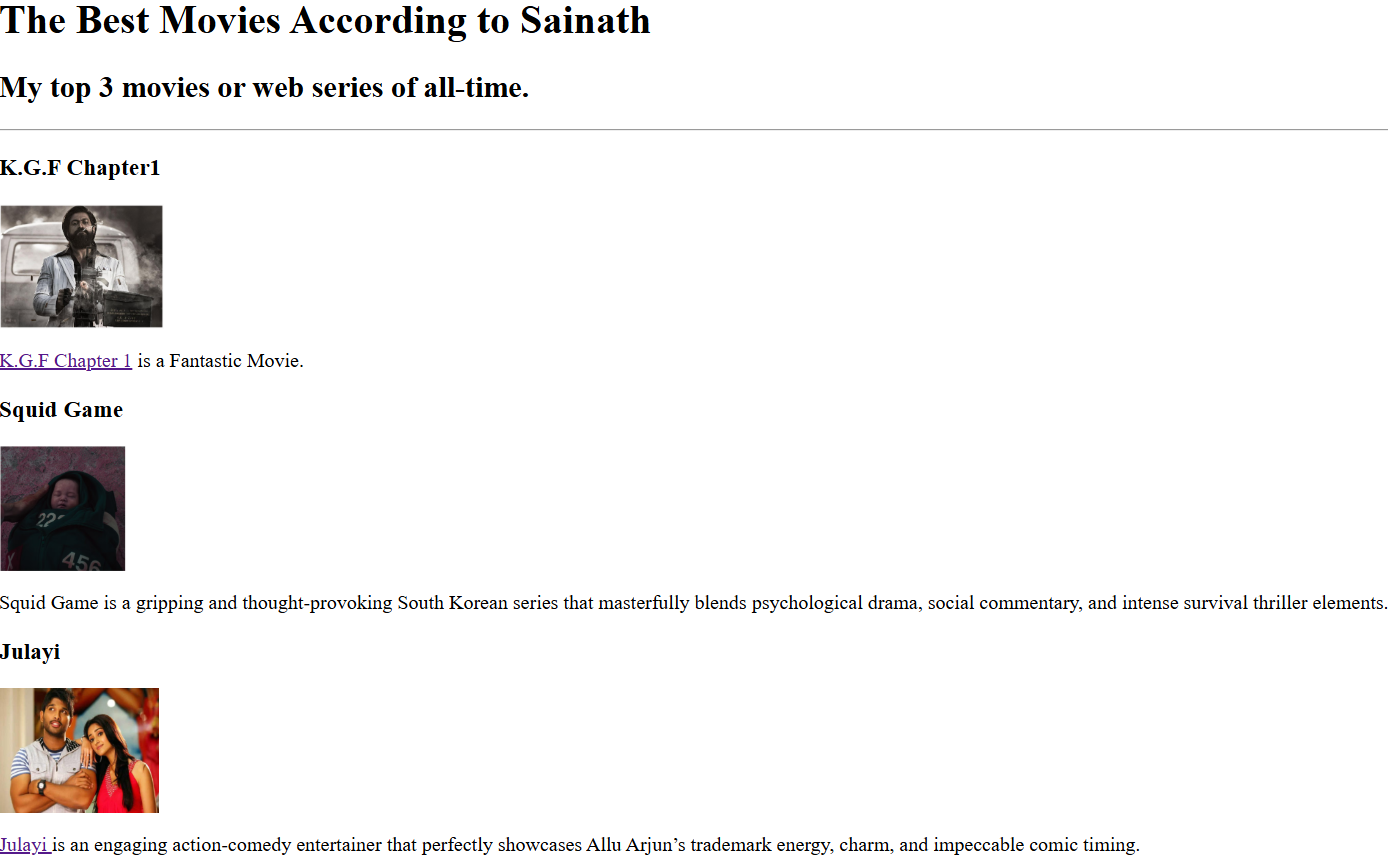 The Best Movies According to Sainath
My top 3 movies or web series of all-time.
K.G.F Chapter1
K.G.F Chapter 1 is a Fantastic Movie.
Squid Game
222
456
Squid Game is a gripping and thought-provoking South Korean series that masterfully blends psychological drama, social commentary, and intense survival thriller elements.
Julayi
Julayi is an engaging action-comedy entertainer that perfectly showcases Allu Arjun’s trademark energy, charm, and impeccable comic timing.